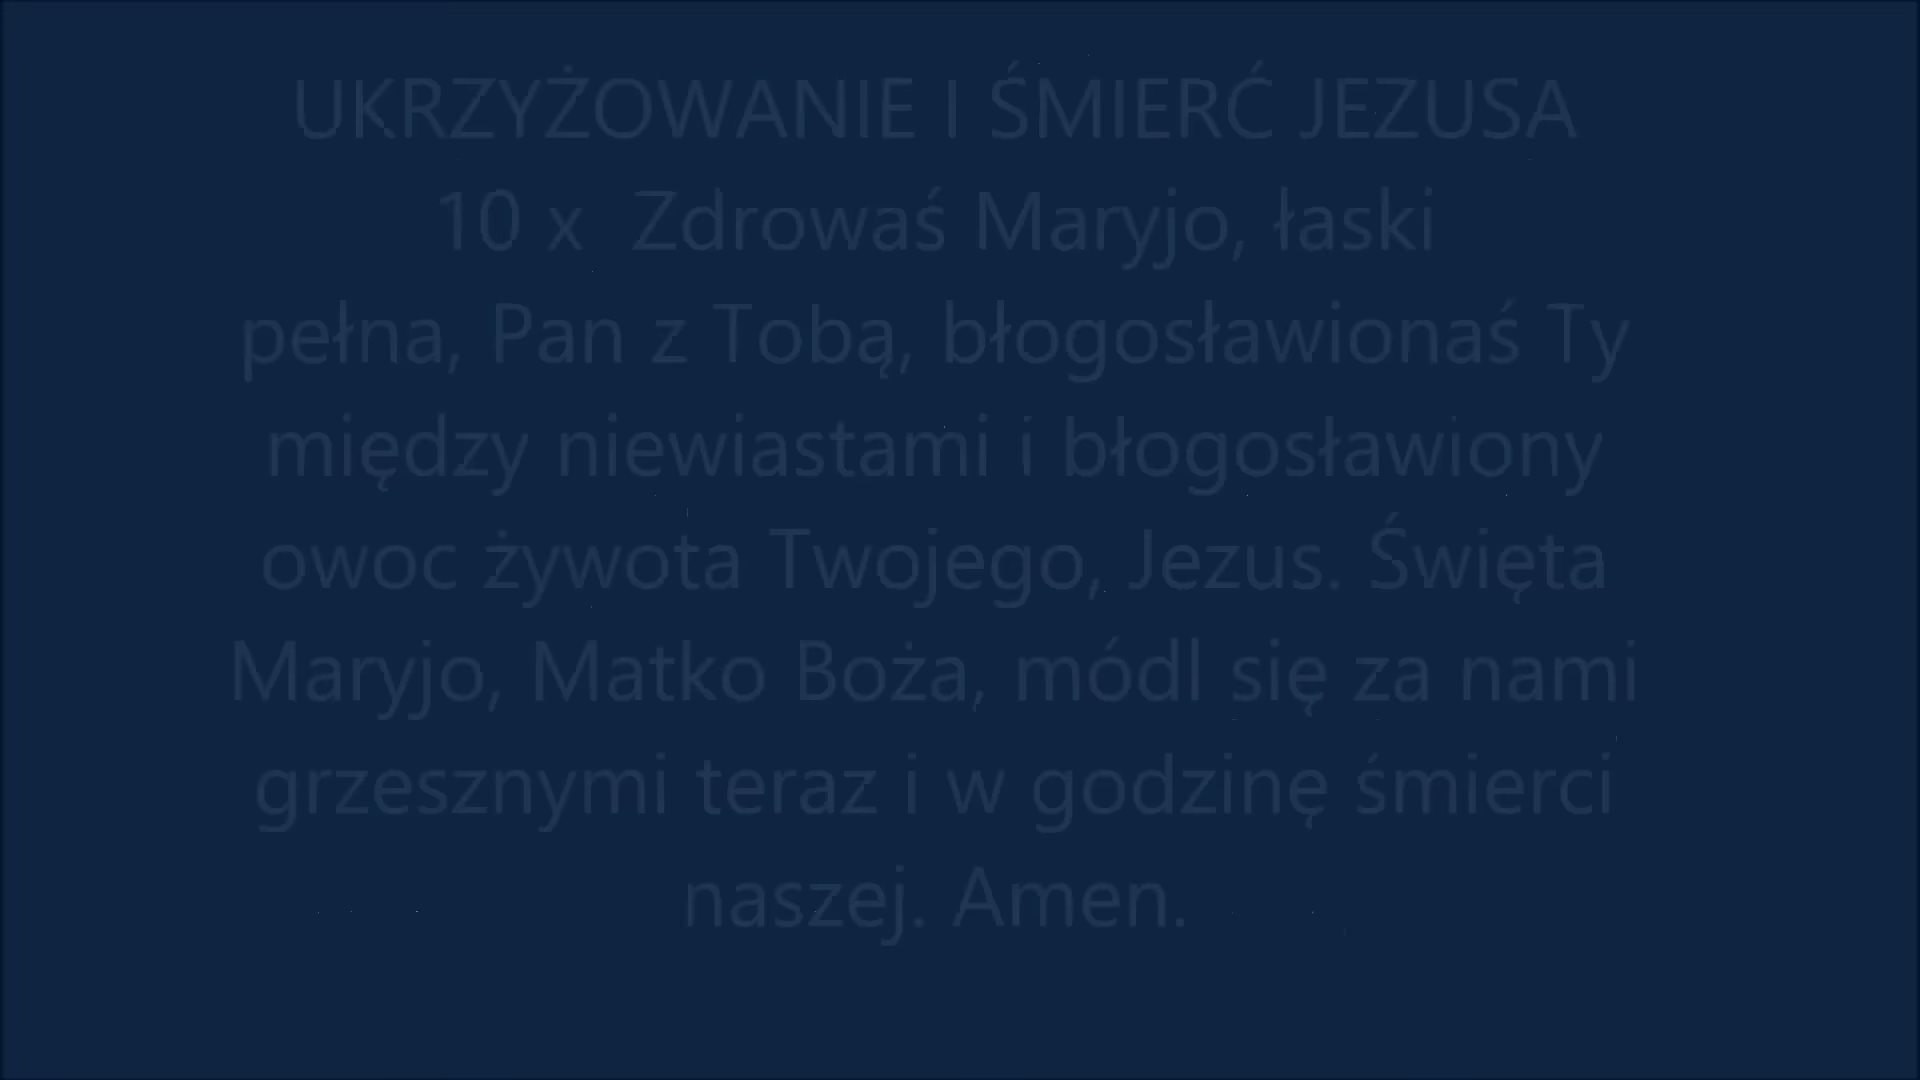 UKRZYŻOWANIE I ŚMIERĆ JEZUSA
10 x  Zdrowaś Maryjo, łaski
pełna, Pan z Tobą, błogosławionaś Ty
między niewiastami i błogosławiony
owoc żywota Twojego, Jezus. Święta
Maryjo, Matko Boża, módl się za nami
grzesznymi teraz i w godzinę śmierci
naszej. Amen.